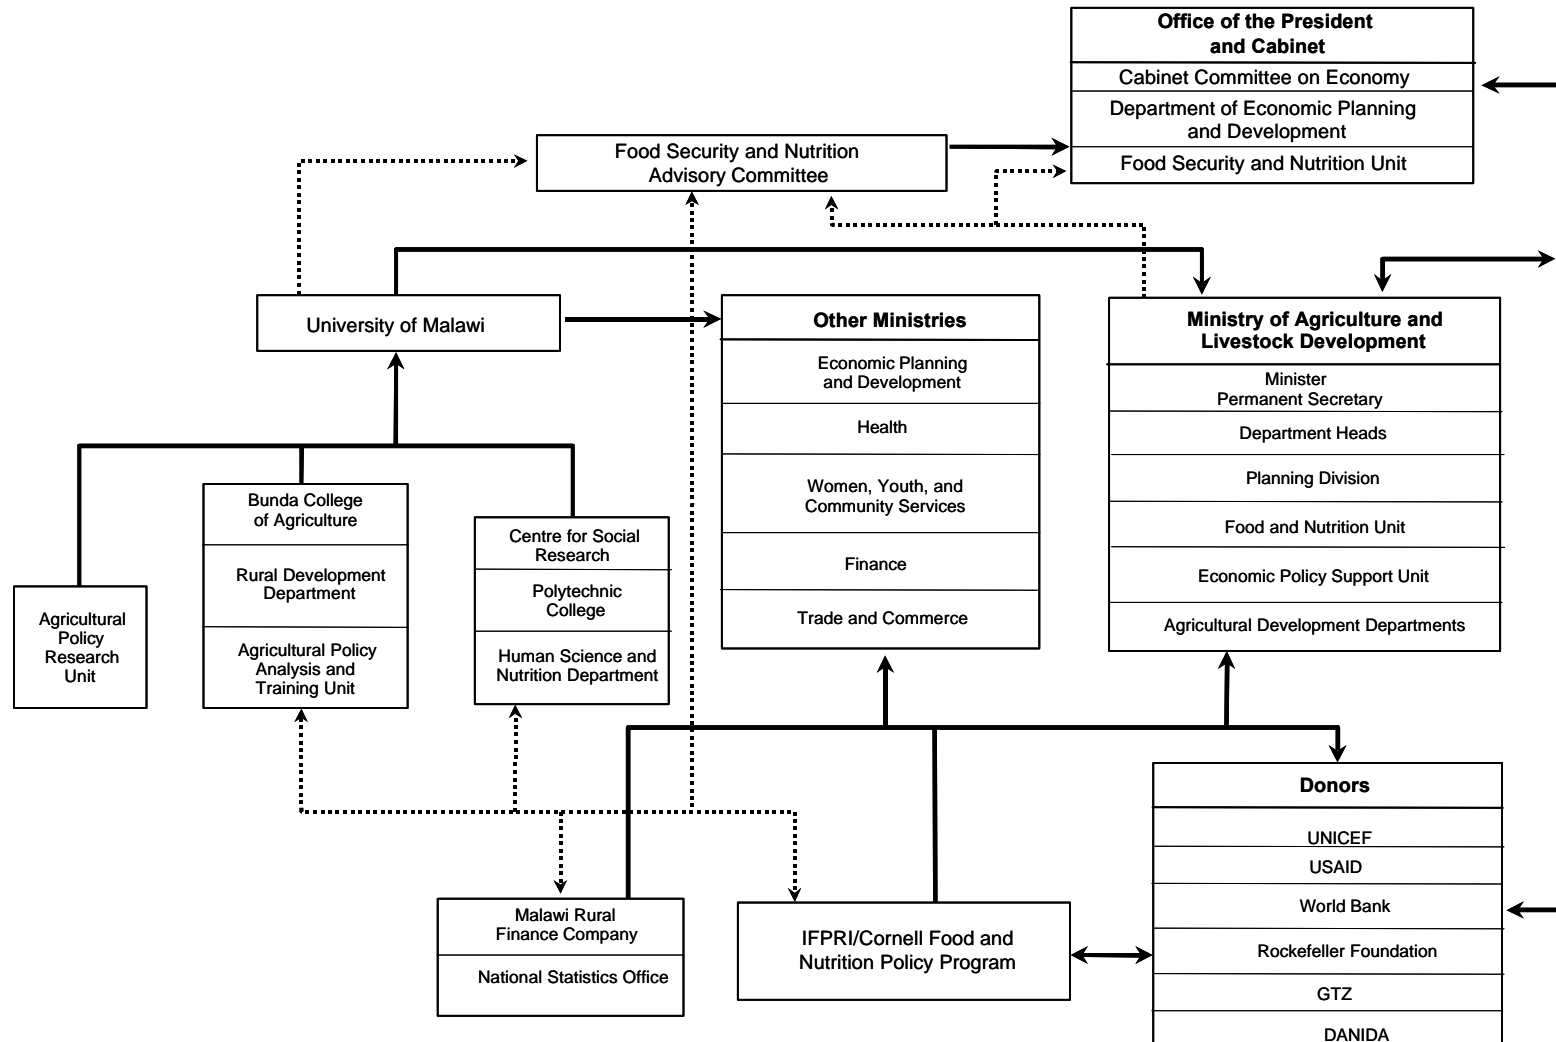 Office of the President
and Cabinet
Cabinet Committee on Economy
Department of Economic Planning
and Development
Food Security and Nutrition Unit
Food Security and Nutrition
Advisory Committee
University of Malawi
Other Ministries
Economic Planning
and Development
Health
Women, Youth, and
Community Services
Finance
Trade and Commerce
Ministry of Agriculture and
Livestock Development
Minister
Permanent Secretary
Department Heads
Planning Division
Food and Nutrition Unit
Economic Policy Support Unit
Agricultural Development Departments
Agricultural
Policy
Research
Unit
Bunda College
of Agriculture
Rural Development
Department
Agricultural Policy
Analysis and
Training Unit
Centre for Social
Research
Polytechnic
College
Human Science and
Nutrition Department
Malawi Rural
Finance Company
National Statistics Office
IFPRI/Cornell Food and
Nutrition Policy Program
Donors
UNICEF
USAID
World Bank
Rockefeller Foundation
GTZ
DANIDA